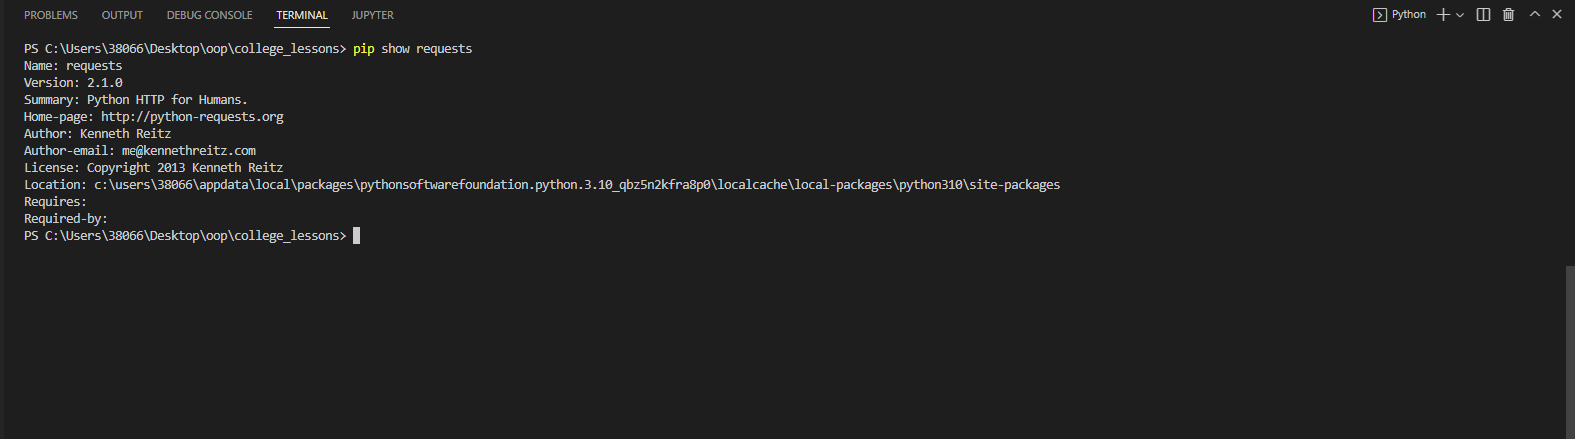 PROBLEMS OUTPUT DEBUG CONSOLE TERMINAL JUPYTER Python
PS C:\Users\38066\Desktop\oop\college_lessons> pip show requests
Name: requests
Version: 2.1.0
Summary: Python HTTP for Humans.
Home-page: http://python-requests.org
Author: Kenneth Reitz
Author-email: me@kennethreitz.com
License: Copyright 2013 Kenneth Reitz
Location: c:\users\38066\appdata\local\packages\pythonsoftwarefoundation.python.3.10_qbz5n2kfra8p0\localcache\local-packages\python310\site-packages
Requires:
Required-by:
PS C:\Users\38066\Desktop\oop\college_lessons>